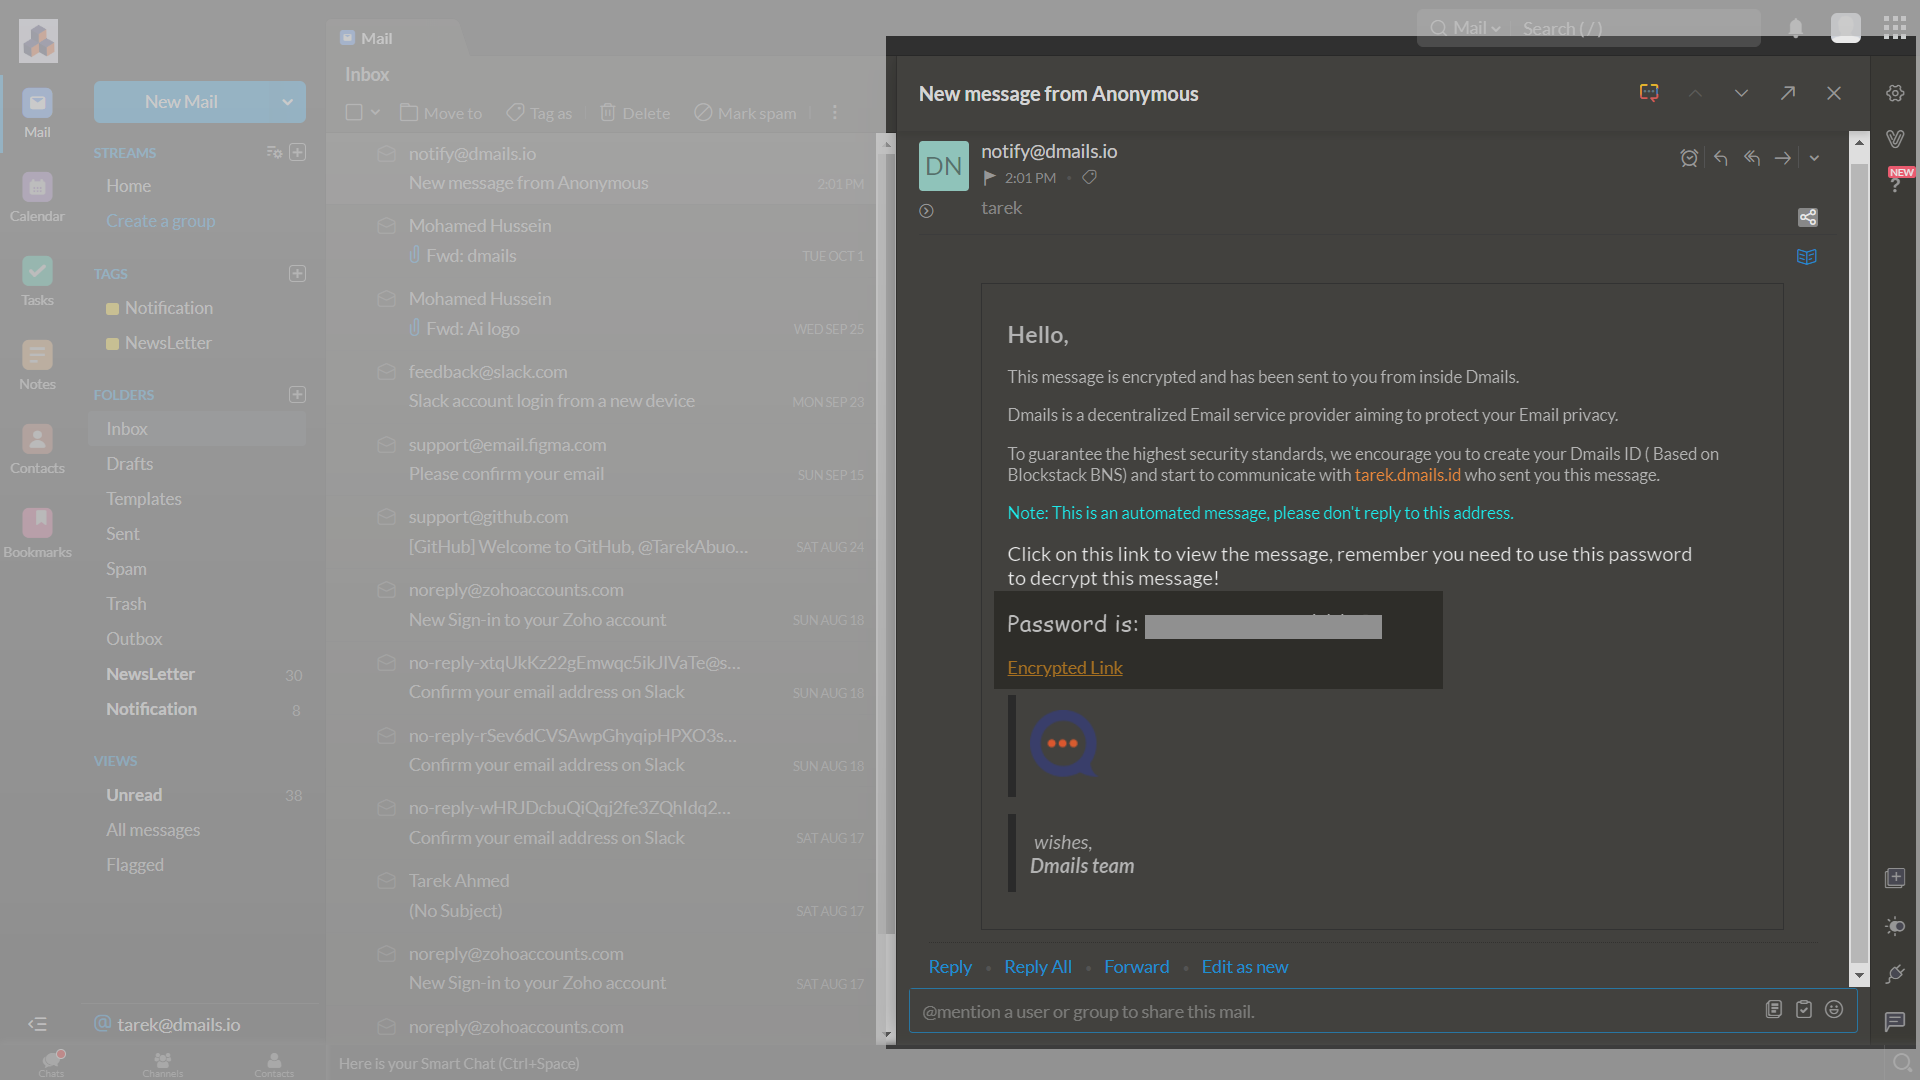 Mail
Search ( / )
Mail
Inbox
New Mail
Move to
Tag as
Delete
Mark spam
Mail
Calendar
Tasks
Notes
Contacts
Bookmarks
STREAMS
Home
Create a group
TAGS
Notification
NewsLetter
FOLDERS
Inbox
Drafts
Templates
Sent
Spam
Trash
Outbox
NewsLetter 30
Notification 8
VIEWS
Unread 38
All messages
Flagged
@ tarek@dmails.io
Chats
Channels
Contacts
Here is your Smart Chat (Ctrl+Space)
notify@dmails.io
New message from Anonymous 2:01 PM
Mohamed Hussein
Fwd: dmails TUE OCT 1
Mohamed Hussein
Fwd: Ai logo WED SEP 25
feedback@slack.com
Slack account login from a new device MON SEP 23
support@email.figma.com
Please confirm your email SUN SEP 15
support@github.com
[GitHub] Welcome to GitHub, @TarekAbuo... SAT AUG 24
noreply@zohoaccounts.com
New Sign-in to your Zoho account SUN AUG 18
Confirm your email address on Slack SUN AUG 18
Confirm your email address on Slack SUN AUG 18
Confirm your email address on Slack SAT AUG 17
Tarek Ahmed
(No Subject) SAT AUG 17
noreply@zohoaccounts.com
New Sign-in to your Zoho account SAT AUG 17
noreply@zohoaccounts.com
New message from Anonymous
DN
notify@dmails.io
2:01 PM
tarek
NEW
?
Hello,
This message is encrypted and has been sent to you from inside Dmails.
Dmails is a decentralized Email service provider aiming to protect your Email privacy.
To guarantee the highest security standards, we encourage you to create your Dmails ID ( Based on
Blockstack BNS) and start to communicate with tarek.dmails.id who sent you this message.
Note: This is an automated message, please don't reply to this address.
Click on this link to view the message, remember you need to use this password
to decrypt this message!
Password is:
Encrypted Link
wishes,
Dmails team
Reply
Reply All
Forward
Edit as new
@mention a user or group to share this mail.